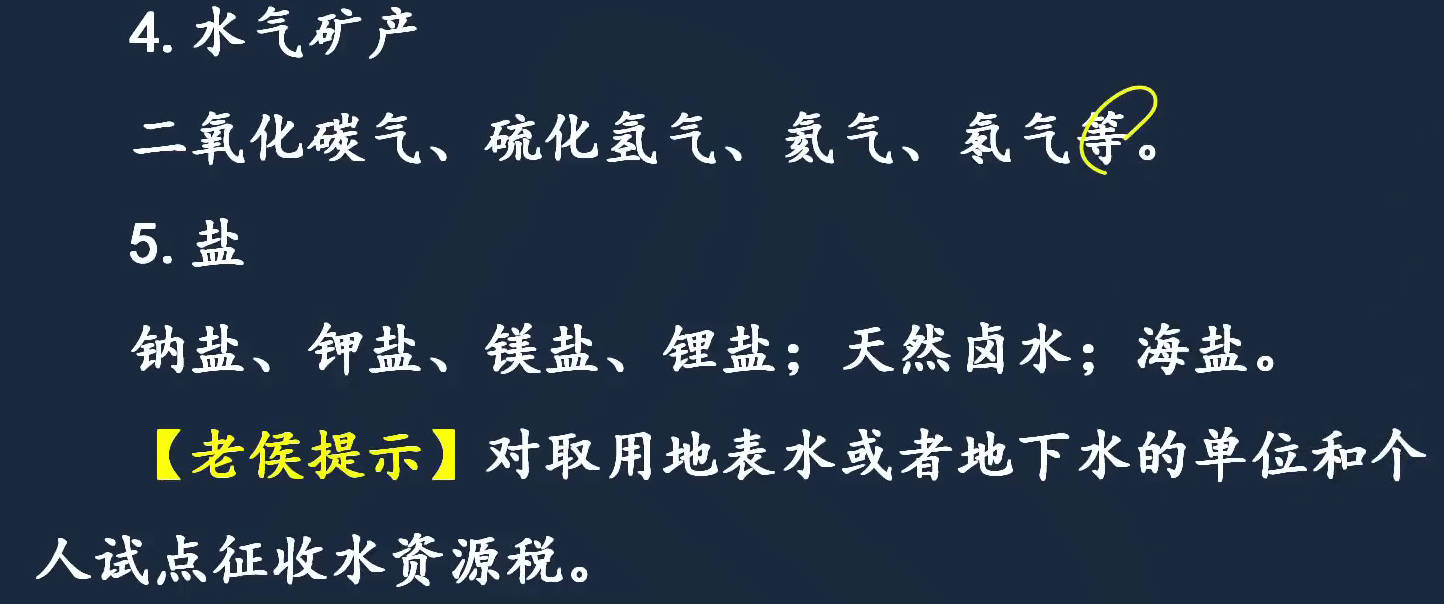 4. 水气矿产
二氧化碳气、硫化氢气、氦气、氡气等。
5. 盐
钠盐、钾盐、镁盐、锂盐；天然卤水；海盐。
【老侯提示】对取用地表水或者地下水的单位和个
人试点征收水资源税。